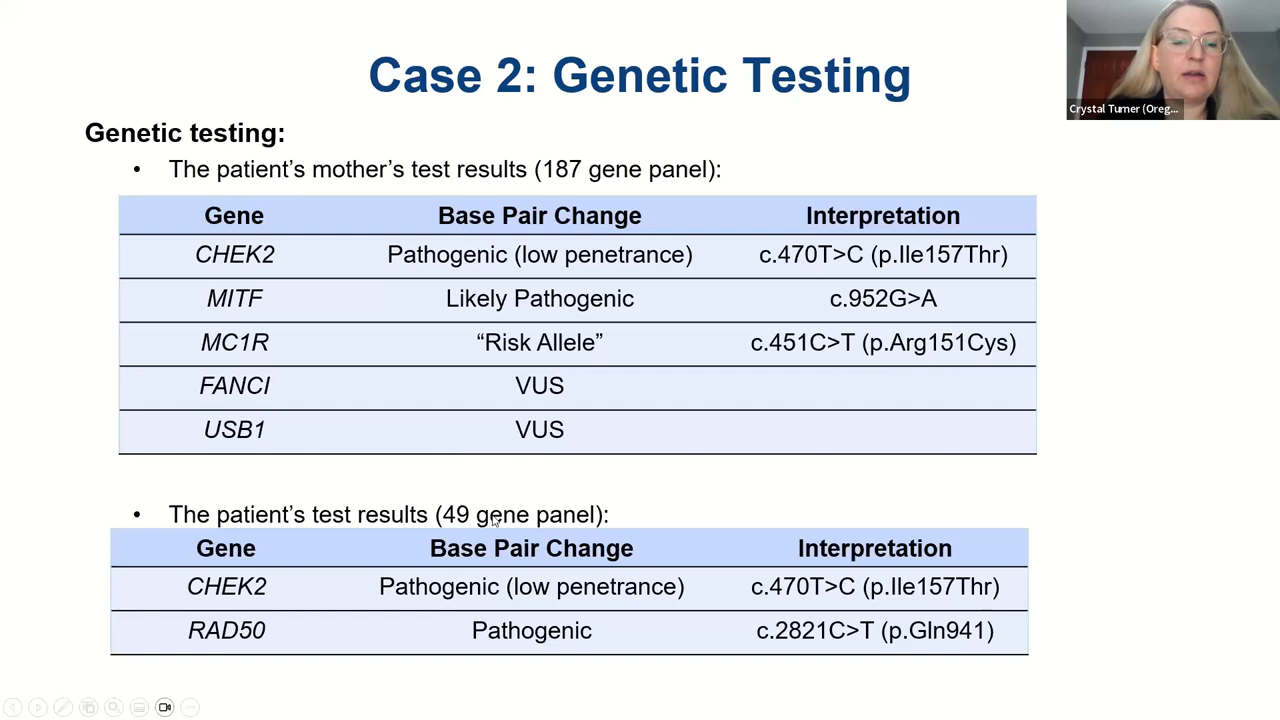 Case 2: Genetic Testing
Crystal Turner (Oreg...
Genetic testing:
• The patient's mother's test results (187 gene panel):
Gene Base Pair Change Interpretation
CHEK2 Pathogenic (low penetrance) c.470T>C (p.Ile157Thr)
MITF Likely Pathogenic c.952G>A
MC1R “Risk Allele” c.451C>T (p.Arg151Cys)
FANCI VUS
USB1 VUS
• The patient's test results (49 gene panel):
Gene Base Pair Change Interpretation
CHEK2 Pathogenic (low penetrance) c.470T>C (p.Ile157Thr)
RAD50 Pathogenic c.2821C>T (p.Gln941)